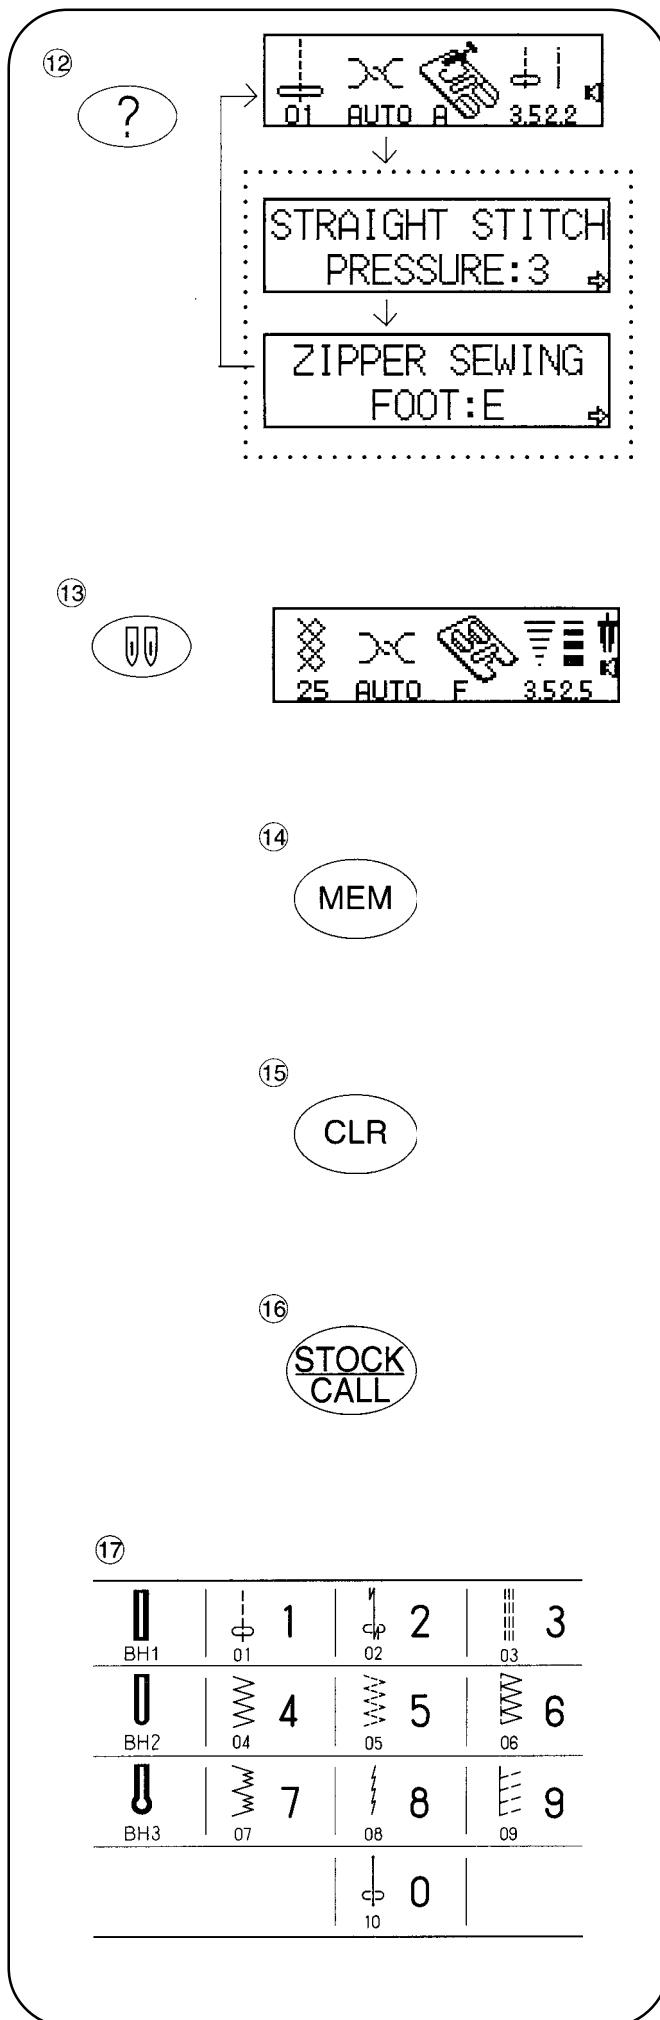 ⑫
?
01 AUTO A 3.5 2.2
STRAIGHT STITCH
PRESSURE:3
ZIPPER SEWING
FOOT:E
⑬
25 AUTO F 3.5 2.5
⑭
MEM
⑮
CLR
⑯
STOCK
CALL
⑰
1 2 3
BH1 01 02 03
4 5 6
BH2 04 05 06
7 8 9
BH3 07 08 09
0
10